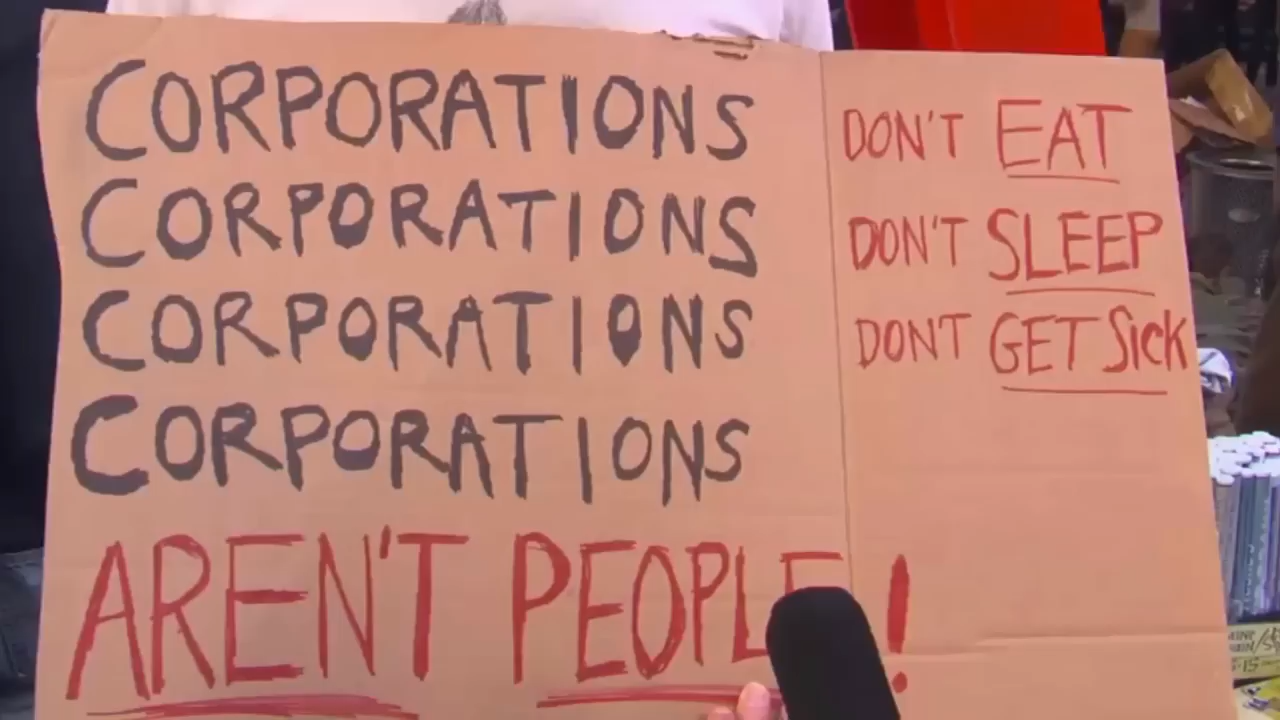 CORPORATIONS DON'T EAT
CORPORATIONS DON'T SLEEP
CORPORATIONS DON'T GET SiCK
CORPORATIONS
AREN'T PEOPLE!